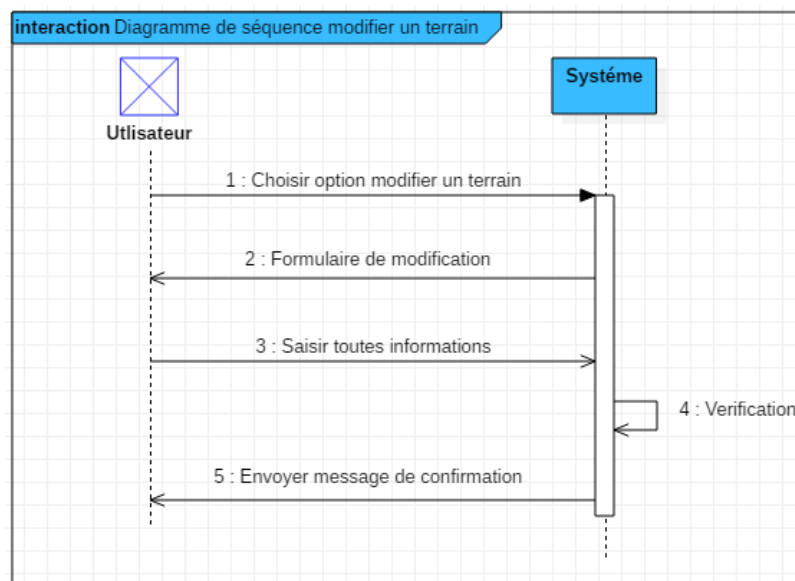 interaction Diagramme de séquence modifier un terrain
Systéme
Utlisateur
1 : Choisir option modifier un terrain
2 : Formulaire de modification
3 : Saisir toutes informations
4 : Verification
5 : Envoyer message de confirmation